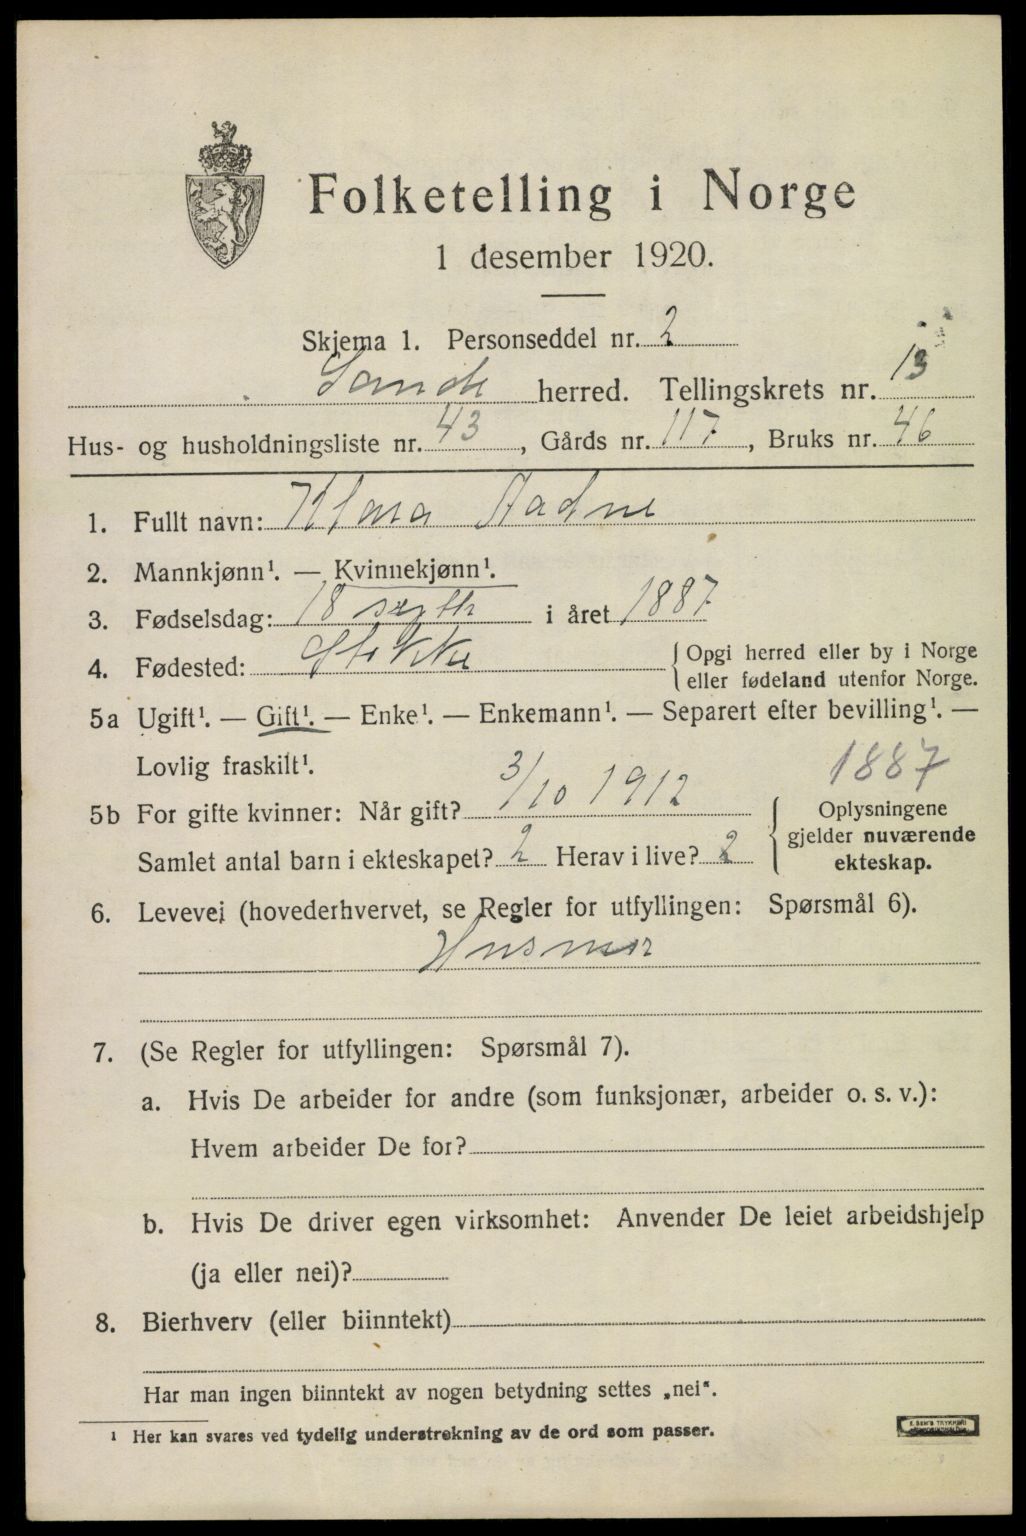 Folketelling i Norge
1 desember 1920.
Skjema 1. Personseddel nr. 2
Sande herred. Tellingskrets nr. 13
Hus- og husholdningsliste nr. 43, Gårds nr. 117, Bruks nr. 46
1. Fullt navn: Klara Aadne
2. Mannkjønn¹. — Kvinnekjønn¹.
3. Fødselsdag: 18 septb i året 1887
4. Fødested: Stokke { Opgi herred eller by i Norge
eller fødeland utenfor Norge.
5a Ugift¹. — Gift¹. — Enke¹. — Enkemann¹. — Separert efter bevilling¹. —
Lovlig fraskilt¹.
1887
5b For gifte kvinner: Når gift? 3/10 1912
Samlet antal barn i ekteskapet? 2 Herav i live? 2
{ Oplysningene
gjelder nuværende
ekteskap.
6. Levevei (hovederhvervet, se Regler for utfyllingen: Spørsmål 6).
Husmor
7. (Se Regler for utfyllingen: Spørsmål 7).
a. Hvis De arbeider for andre (som funksjonær, arbeider o. s. v.):
Hvem arbeider De for?
b. Hvis De driver egen virksomhet: Anvender De leiet arbeidshjelp
(ja eller nei)?
8. Bierhverv (eller biinntekt)
Har man ingen biinntekt av nogen betydning settes „nei“.
¹ Her kan svares ved tydelig understrekning av de ord som passer.